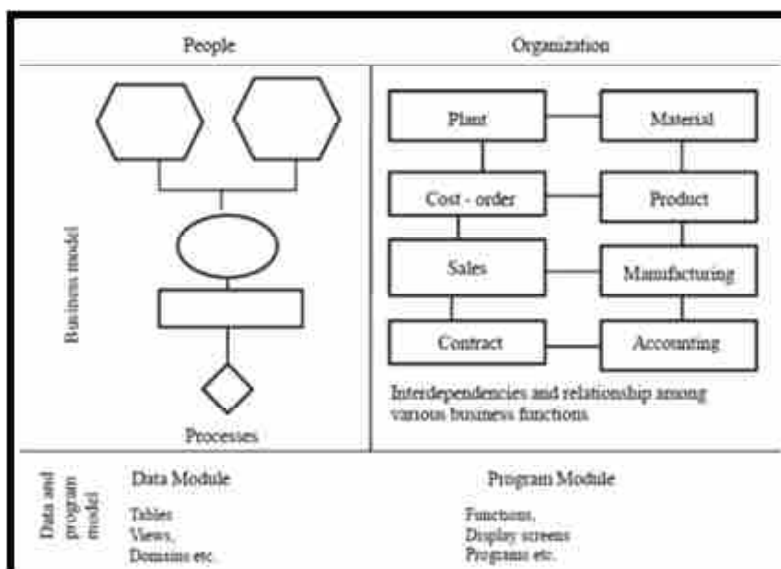 People
Organization
Business model
Plant
Material
Cost - order
Product
Sales
Manufacturing
Contract
Accounting
Processes
Interdependencies and relationship among
various business functions
Data and
program
model
Data Module
Program Module
Tables
Views,
Domains etc.
Functions,
Display screens
Programs etc.